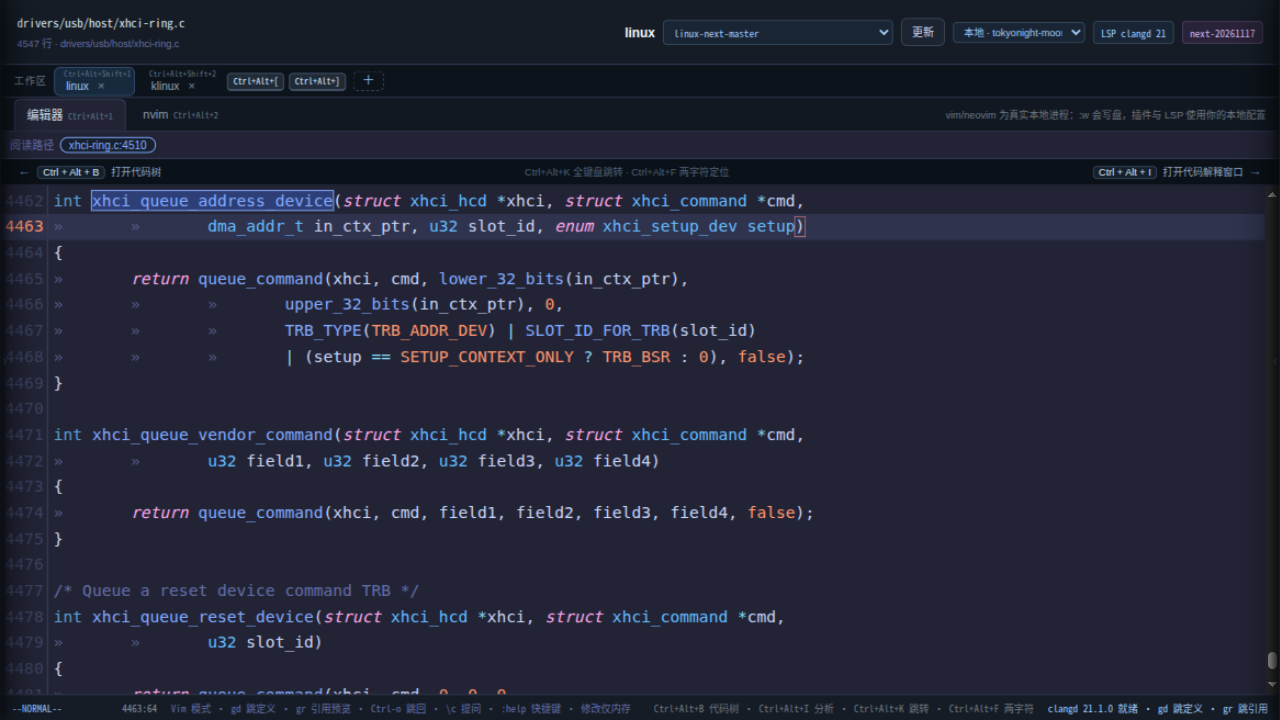 drivers/usb/host/xhci-ring.c
4547 行 · drivers/usb/host/xhci-ring.c
linux linux-next-master 更新 本地 · tokyonight-moon LSP clangd 21 next-20261117
工作区 Ctrl+Alt+Shift+1 linux × Ctrl+Alt+Shift+2 klinux × Ctrl+Alt+[ Ctrl+Alt+] +
编辑器 Ctrl+Alt+1 nvim Ctrl+Alt+2 vim/neovim 为真实本地进程：:w 会写盘，插件与 LSP 使用你的本地配置
阅读路径 xhci-ring.c:4510
← Ctrl + Alt + B 打开代码树 Ctrl+Alt+K 全键盘跳转 · Ctrl+Alt+F 两字符定位 Ctrl + Alt + I 打开代码解释窗口 →
4462 int xhci_queue_address_device(struct xhci_hcd *xhci, struct xhci_command *cmd,
4463 » » dma_addr_t in_ctx_ptr, u32 slot_id, enum xhci_setup_dev setup)
4464 {
4465 » return queue_command(xhci, cmd, lower_32_bits(in_ctx_ptr),
4466 » » » upper_32_bits(in_ctx_ptr), 0,
4467 » » » TRB_TYPE(TRB_ADDR_DEV) | SLOT_ID_FOR_TRB(slot_id)
4468 » » » | (setup == SETUP_CONTEXT_ONLY ? TRB_BSR : 0), false);
4469 }
4470
4471 int xhci_queue_vendor_command(struct xhci_hcd *xhci, struct xhci_command *cmd,
4472 » » u32 field1, u32 field2, u32 field3, u32 field4)
4473 {
4474 » return queue_command(xhci, cmd, field1, field2, field3, field4, false);
4475 }
4476
4477 /* Queue a reset device command TRB */
4478 int xhci_queue_reset_device(struct xhci_hcd *xhci, struct xhci_command *cmd,
4479 » » u32 slot_id)
4480 {
4481 » return queue_command(xhci, cmd, 0, 0, 0,
--NORMAL-- 4463:64 Vim 模式 · gd 跳定义 · gr 引用预览 · Ctrl-o 跳回 · \c 提问 · :help 快捷键 · 修改仅内存 Ctrl+Alt+B 代码树 · Ctrl+Alt+I 分析 · Ctrl+Alt+K 跳转 · Ctrl+Alt+F 两字符 clangd 21.1.0 就绪 · gd 跳定义 · gr 跳引用